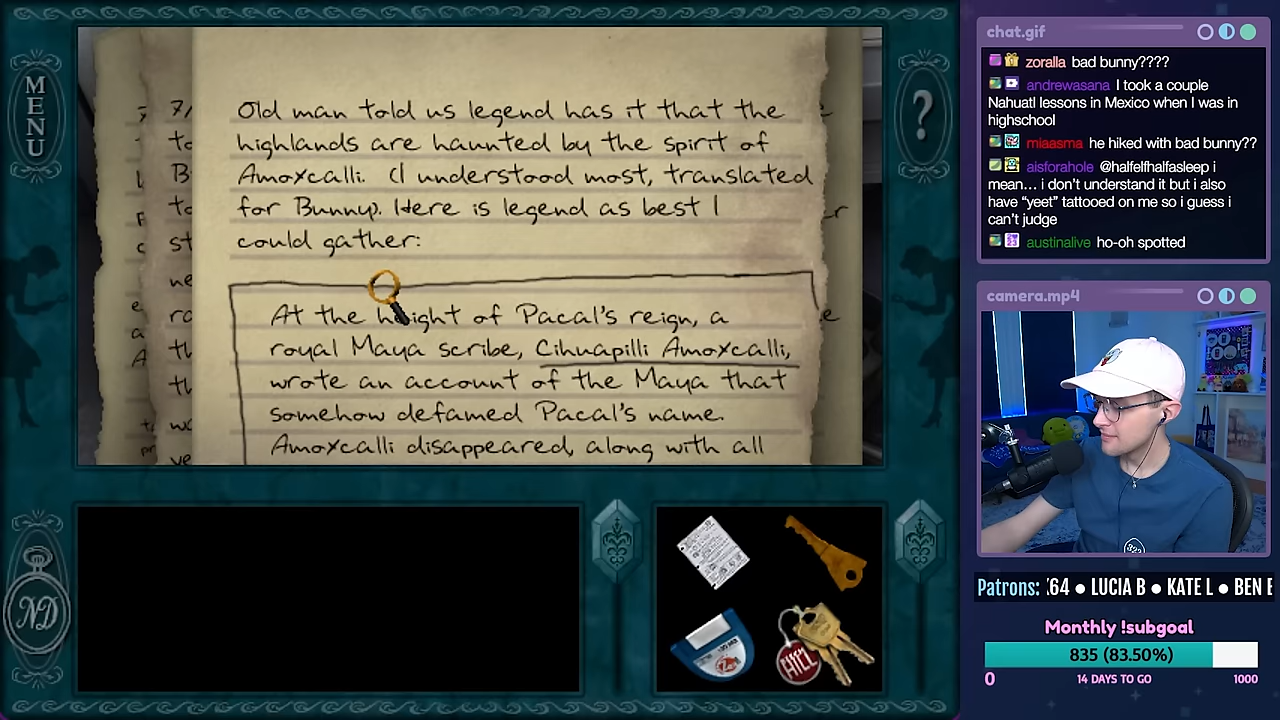 MENU
?
Old man told us legend has it that the
highlands are haunted by the spirit of
Amoxcalli. (I understood most, translated
for Bunny). Here is legend as best I
could gather:
At the height of Pacal's reign, a
royal Maya scribe, Cihuapilli Amoxcalli,
wrote an account of the Maya that
somehow defamed Pacal's name.
Amoxcalli disappeared, along with all
ND
HILL
chat.gif
zoralla bad bunny????
andrewasana I took a couple
Nahuatl lessons in Mexico when I was in
highschool
miaasma he hiked with bad bunny??
aisforahole @halfelfhalfasleep i
mean... i don't understand it but i also
have "yeet" tattooed on me so i guess i
can't judge
austinalive ho-oh spotted
camera.mp4
Patrons: '64 ● LUCIA B ● KATE L ● BEN E
Monthly !subgoal
835 (83.50%)
0 14 DAYS TO GO 1000